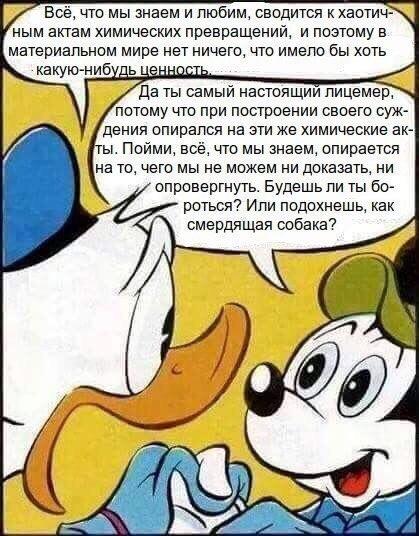 Всё, что мы знаем и любим, сводится к хаотич-
ным актам химических превращений, и поэтому в
материальном мире нет ничего, что имело бы хоть
какую-нибудь ценность.
Да ты самый настоящий лицемер,
потому что при построении своего суж-
дения опирался на эти же химические ак-
ты. Пойми, всё, что мы знаем, опирается
на то, чего мы не можем ни доказать, ни
опровергнуть. Будешь ли ты бо-
роться? Или подохнешь, как
смердящая собака?